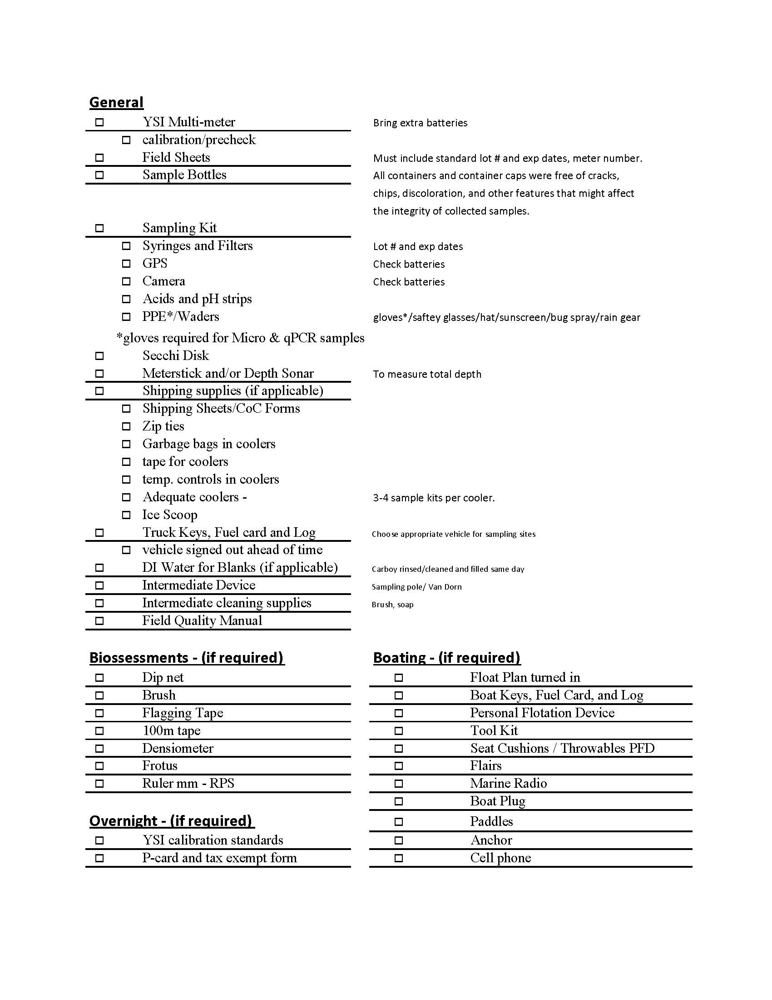 General
☐ YSI Multi-meter Bring extra batteries
☐ calibration/precheck
☐ Field Sheets Must include standard lot # and exp dates, meter number.
☐ Sample Bottles All containers and container caps were free of cracks,
chips, discoloration, and other features that might affect
the integrity of collected samples.
☐ Sampling Kit
☐ Syringes and Filters Lot # and exp dates
☐ GPS Check batteries
☐ Camera Check batteries
☐ Acids and pH strips
☐ PPE*/Waders gloves*/saftey glasses/hat/sunscreen/bug spray/rain gear
*gloves required for Micro & qPCR samples
☐ Secchi Disk
☐ Meterstick and/or Depth Sonar To measure total depth
☐ Shipping supplies (if applicable)
☐ Shipping Sheets/CoC Forms
☐ Zip ties
☐ Garbage bags in coolers
☐ tape for coolers
☐ temp. controls in coolers
☐ Adequate coolers - 3-4 sample kits per cooler.
☐ Ice Scoop
☐ Truck Keys, Fuel card and Log Choose appropriate vehicle for sampling sites
☐ vehicle signed out ahead of time
☐ DI Water for Blanks (if applicable) Carboy rinsed/cleaned and filled same day
☐ Intermediate Device Sampling pole/ Van Dorn
☐ Intermediate cleaning supplies Brush, soap
☐ Field Quality Manual
Biossessments - (if required)
☐ Dip net
☐ Brush
☐ Flagging Tape
☐ 100m tape
☐ Densiometer
☐ Frotus
☐ Ruler mm - RPS
Overnight - (if required)
☐ YSI calibration standards
☐ P-card and tax exempt form
Boating - (if required)
☐ Float Plan turned in
☐ Boat Keys, Fuel Card, and Log
☐ Personal Flotation Device
☐ Tool Kit
☐ Seat Cushions / Throwables PFD
☐ Flairs
☐ Marine Radio
☐ Boat Plug
☐ Paddles
☐ Anchor
☐ Cell phone